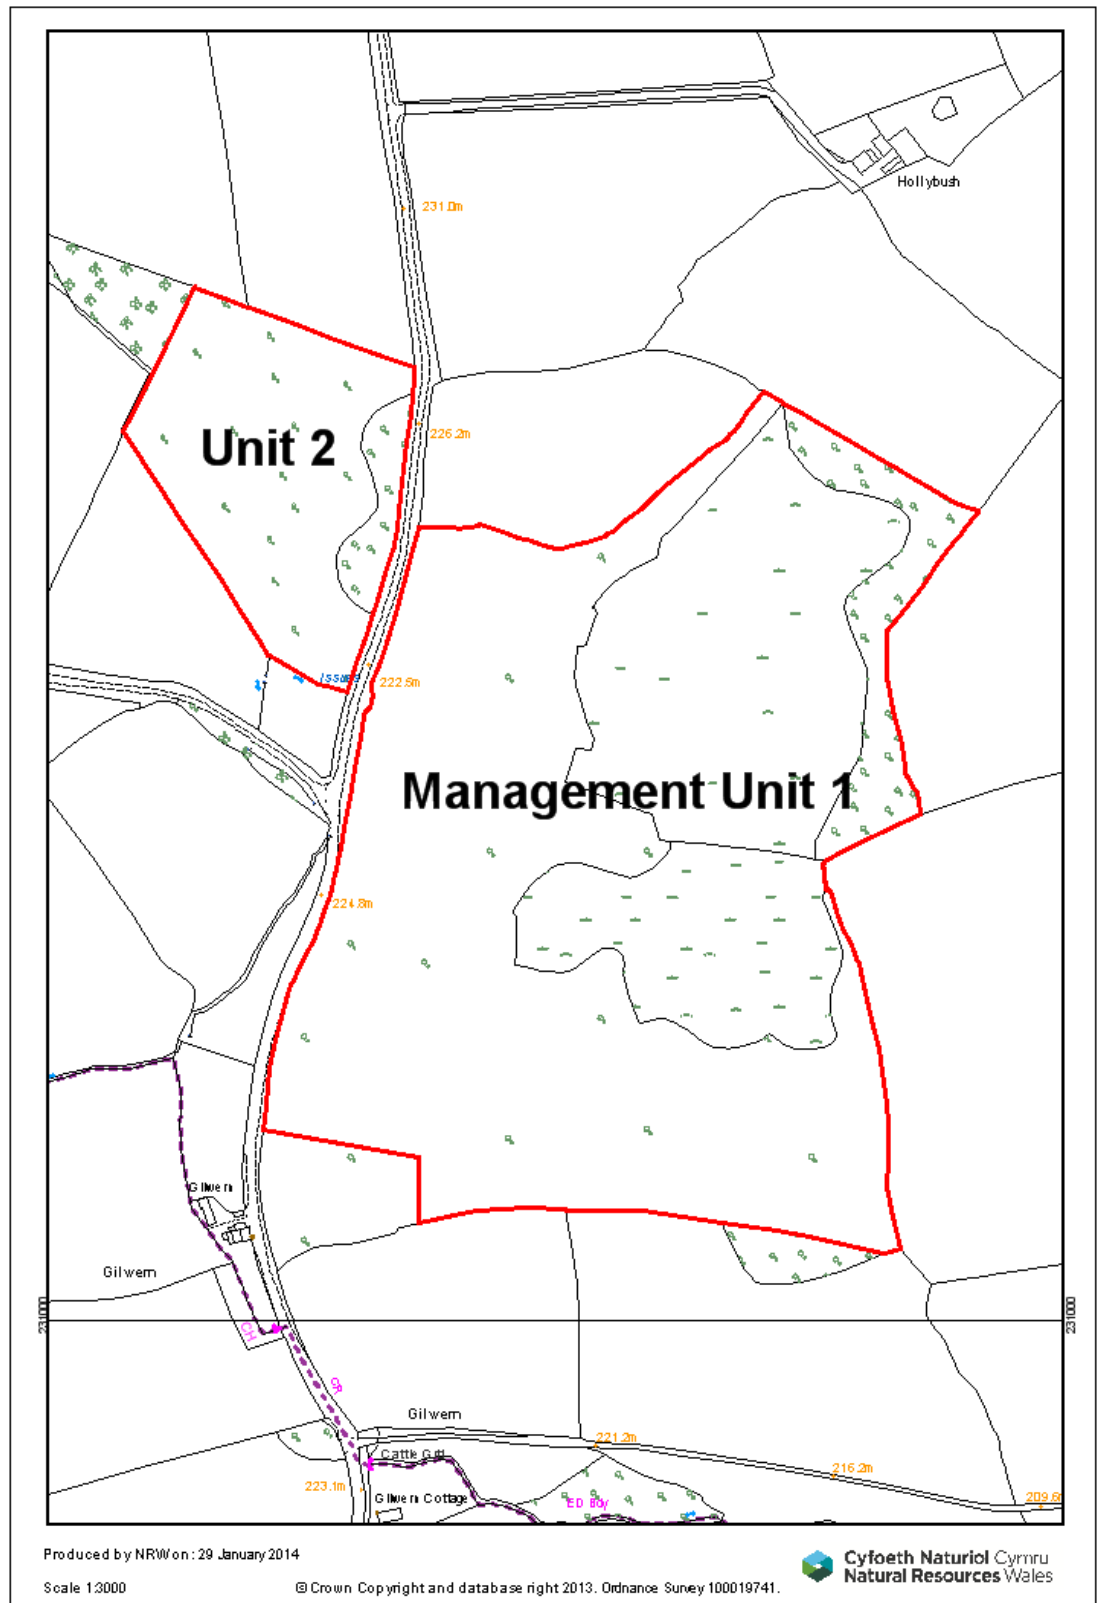 Hollybush
231.0m
Unit 2
226.2m
Issues
222.5m
Management Unit 1
224.8m
Gilwern
Gilwern
231000
231000
CH
CR
Gilwern
221.2m
Cattle Grid
216.2m
223.1m
Gilwern Cottage
ED Bdy
209.6
Produced by NRW on : 29 January 2014
Scale 1:3000
© Crown Copyright and database right 2013. Ordnance Survey 100019741.
Cyfoeth Naturiol Cymru
Natural Resources Wales